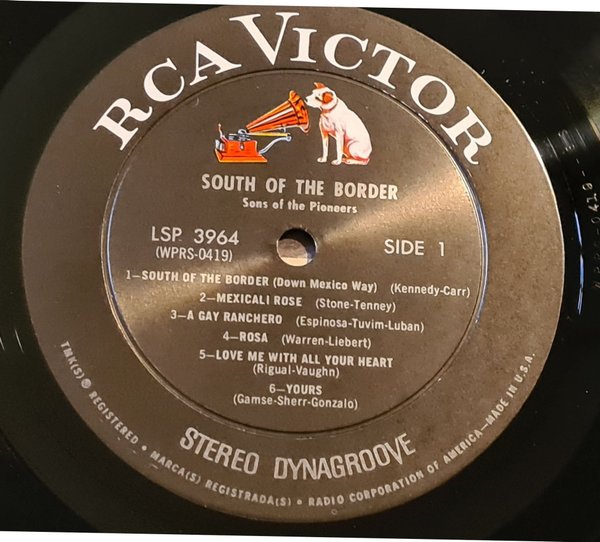 RCA VICTOR
SOUTH OF THE BORDER
Sons of the Pioneers
LSP 3964
(WPRS-0419)
SIDE 1
1—SOUTH OF THE BORDER (Down Mexico Way) (Kennedy-Carr)
2—MEXICALI ROSE (Stone-Tenney)
3—A GAY RANCHERO (Espinosa-Tuvim-Luban)
4—ROSA (Warren-Liebert)
5—LOVE ME WITH ALL YOUR HEART
(Rigual-Vaughn)
6—YOURS
(Gamse-Sherr-Gonzalo)
STEREO DYNAGROOVE
TMK(S) ® REGISTERED • MARCA(S) REGISTRADA(S) • RADIO CORPORATION OF AMERICA—MADE IN U.S.A.